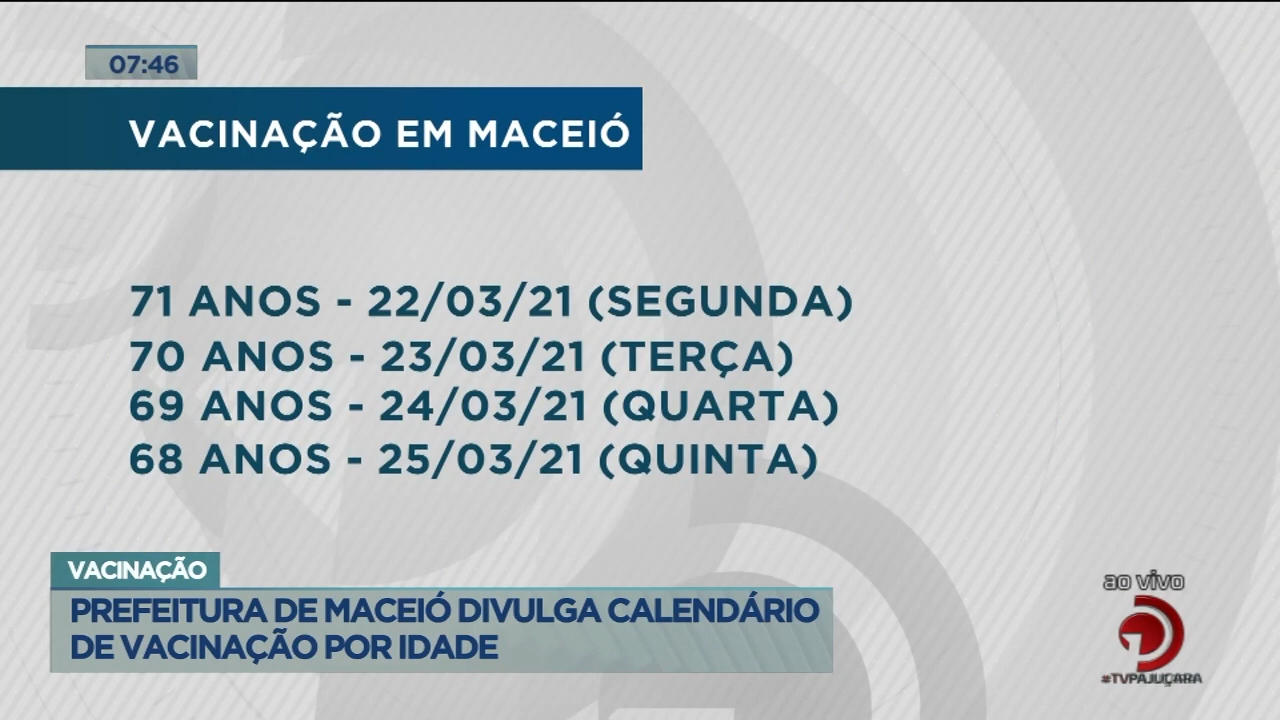 07:46
VACINAÇÃO EM MACEIÓ
71 ANOS - 22/03/21 (SEGUNDA)
70 ANOS - 23/03/21 (TERÇA)
69 ANOS - 24/03/21 (QUARTA)
68 ANOS - 25/03/21 (QUINTA)
VACINAÇÃO
PREFEITURA DE MACEIÓ DIVULGA CALENDÁRIO
DE VACINAÇÃO POR IDADE
ao vivo
#TVPAJUÇARA